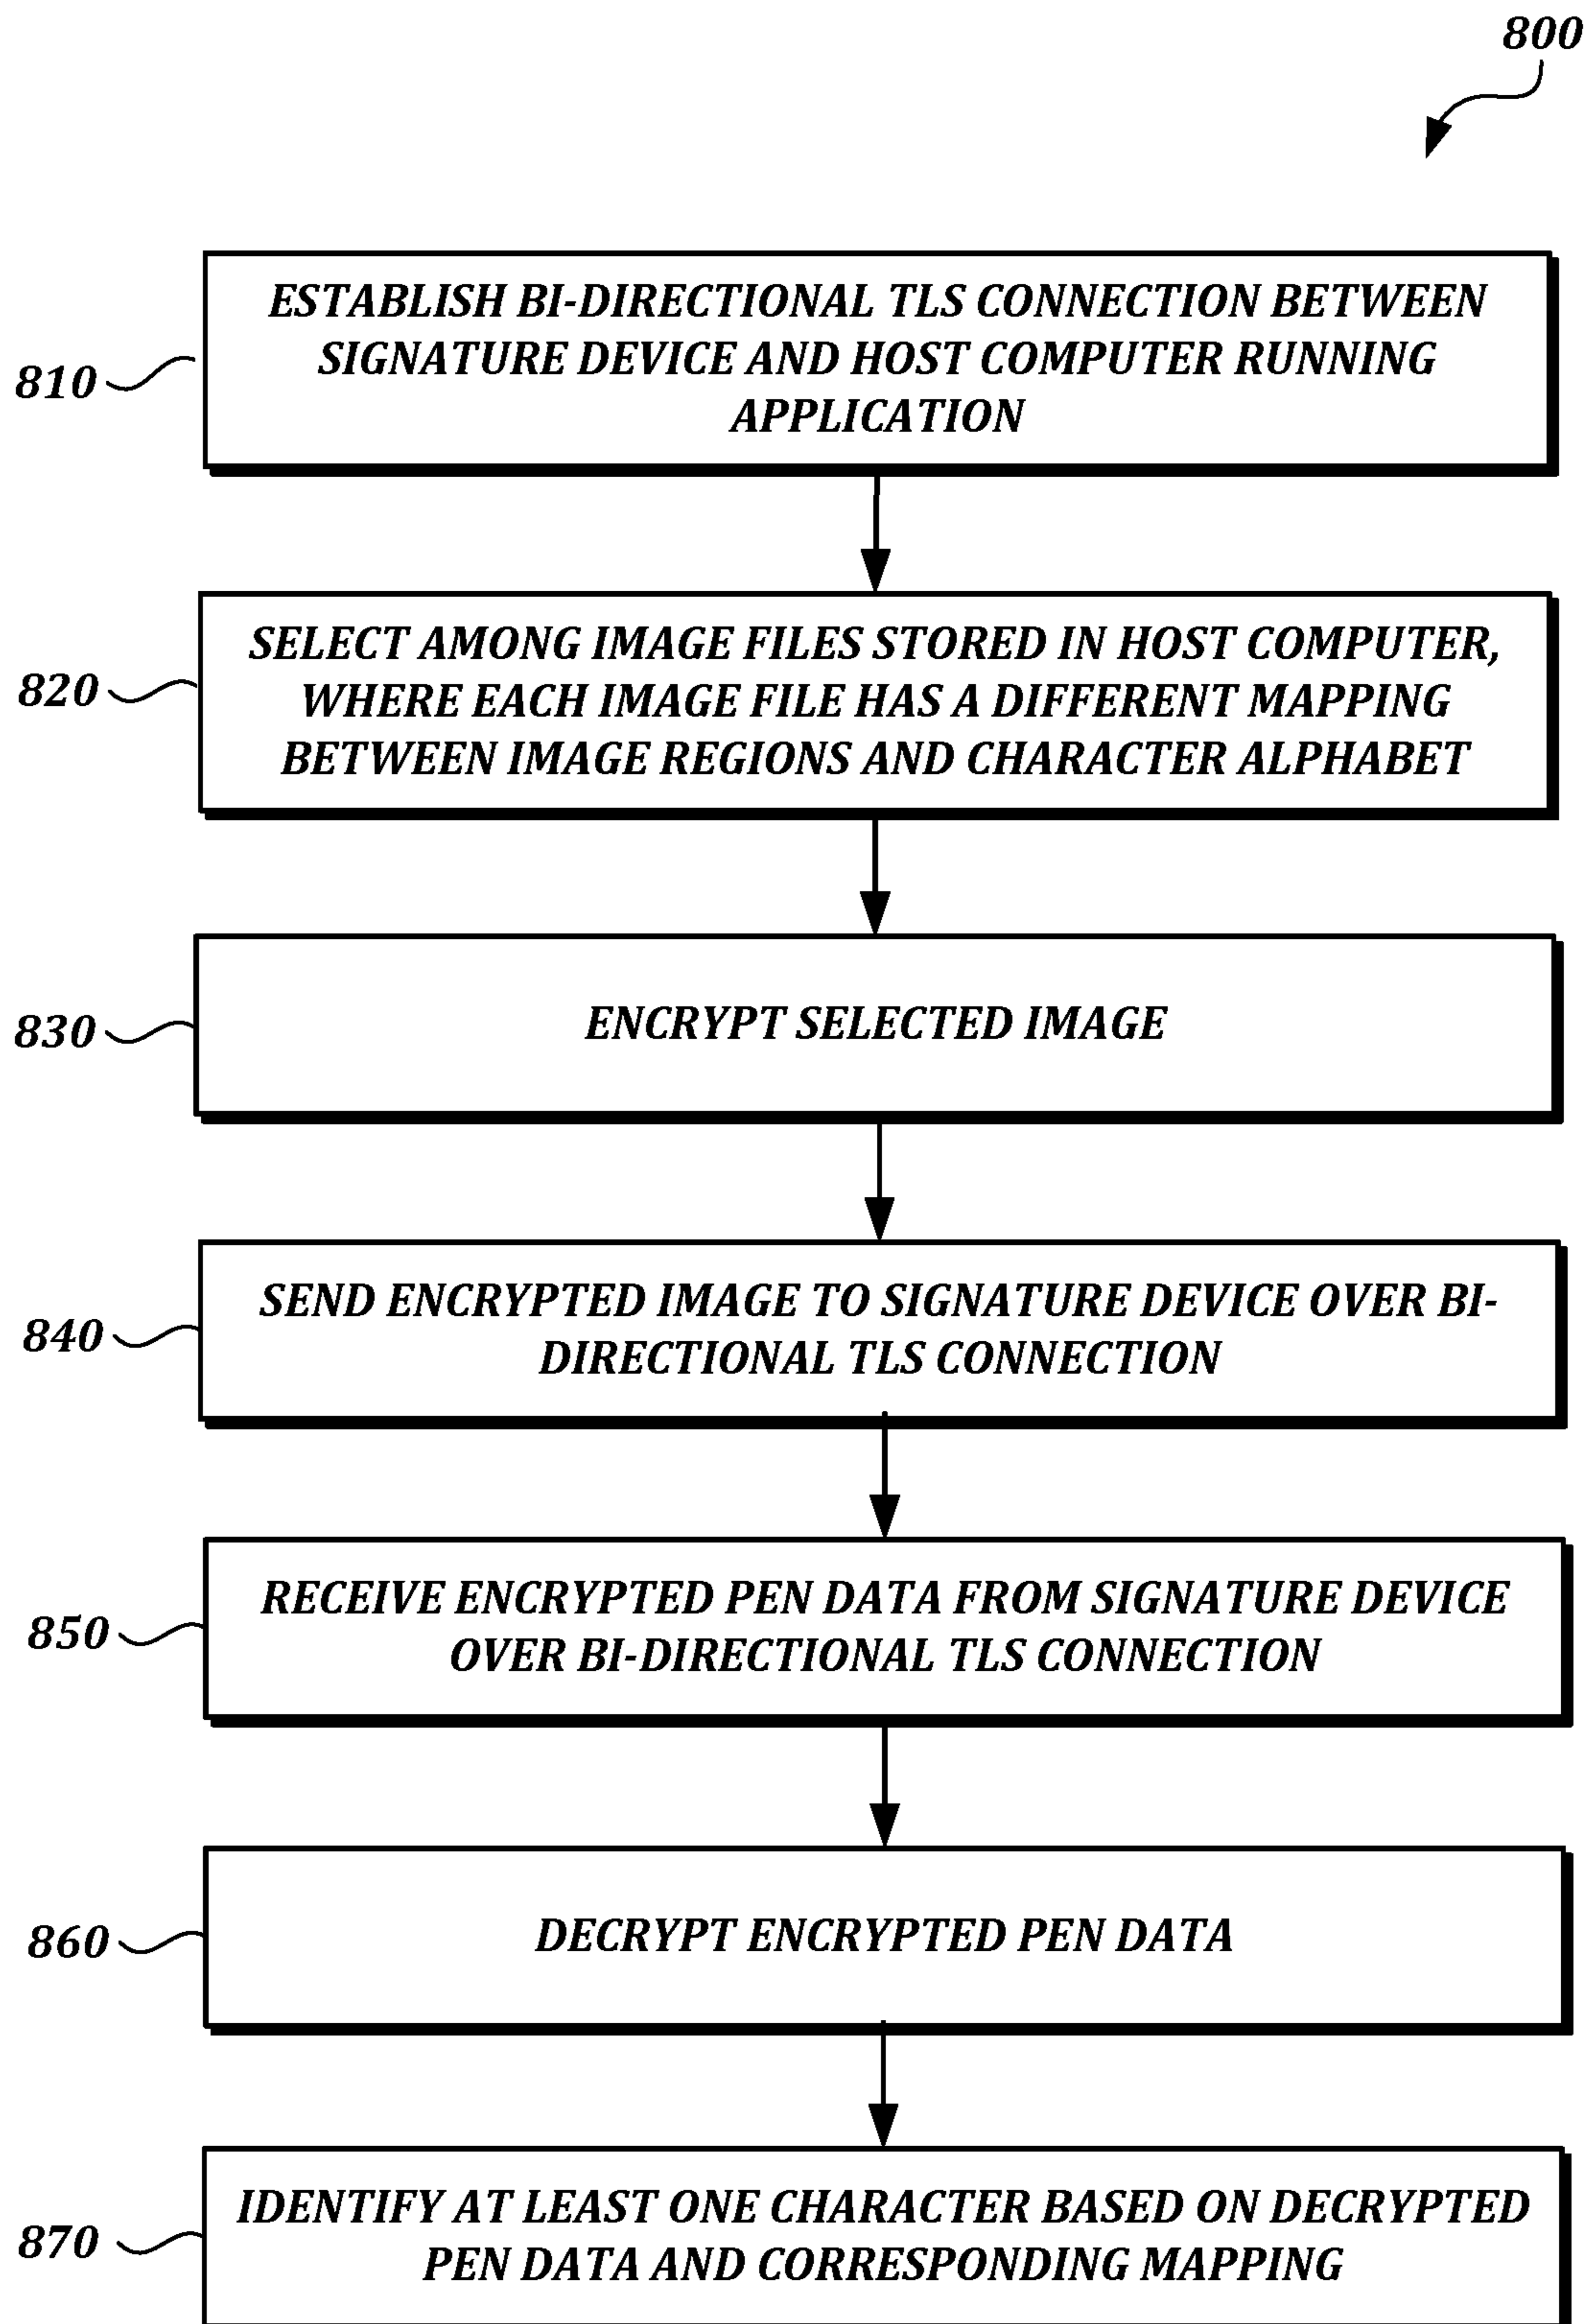 800
ESTABLISH BI-DIRECTIONAL TLS CONNECTION BETWEEN
SIGNATURE DEVICE AND HOST COMPUTER RUNNING
APPLICATION
810
SELECT AMONG IMAGE FILES STORED IN HOST COMPUTER,
WHERE EACH IMAGE FILE HAS A DIFFERENT MAPPING
BETWEEN IMAGE REGIONS AND CHARACTER ALPHABET
820
ENCRYPT SELECTED IMAGE
830
SEND ENCRYPTED IMAGE TO SIGNATURE DEVICE OVER BI-
DIRECTIONAL TLS CONNECTION
840
RECEIVE ENCRYPTED PEN DATA FROM SIGNATURE DEVICE
OVER BI-DIRECTIONAL TLS CONNECTION
850
DECRYPT ENCRYPTED PEN DATA
860
IDENTIFY AT LEAST ONE CHARACTER BASED ON DECRYPTED
PEN DATA AND CORRESPONDING MAPPING
870